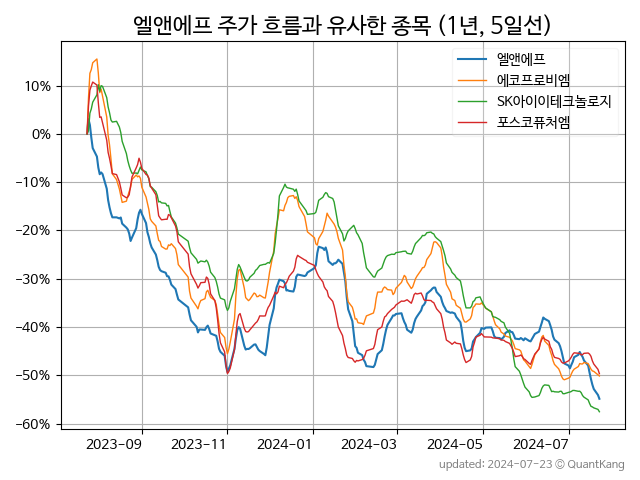 엘앤에프 주가 흐름과 유사한 종목 (1년, 5일선)
엘앤에프
에코프로비엠
SK아이이테크놀로지
포스코퓨처엠
10%
0%
−10%
−20%
−30%
−40%
−50%
−60%
2023-09 2023-11 2024-01 2024-03 2024-05 2024-07
updated: 2024-07-23 © QuantKang